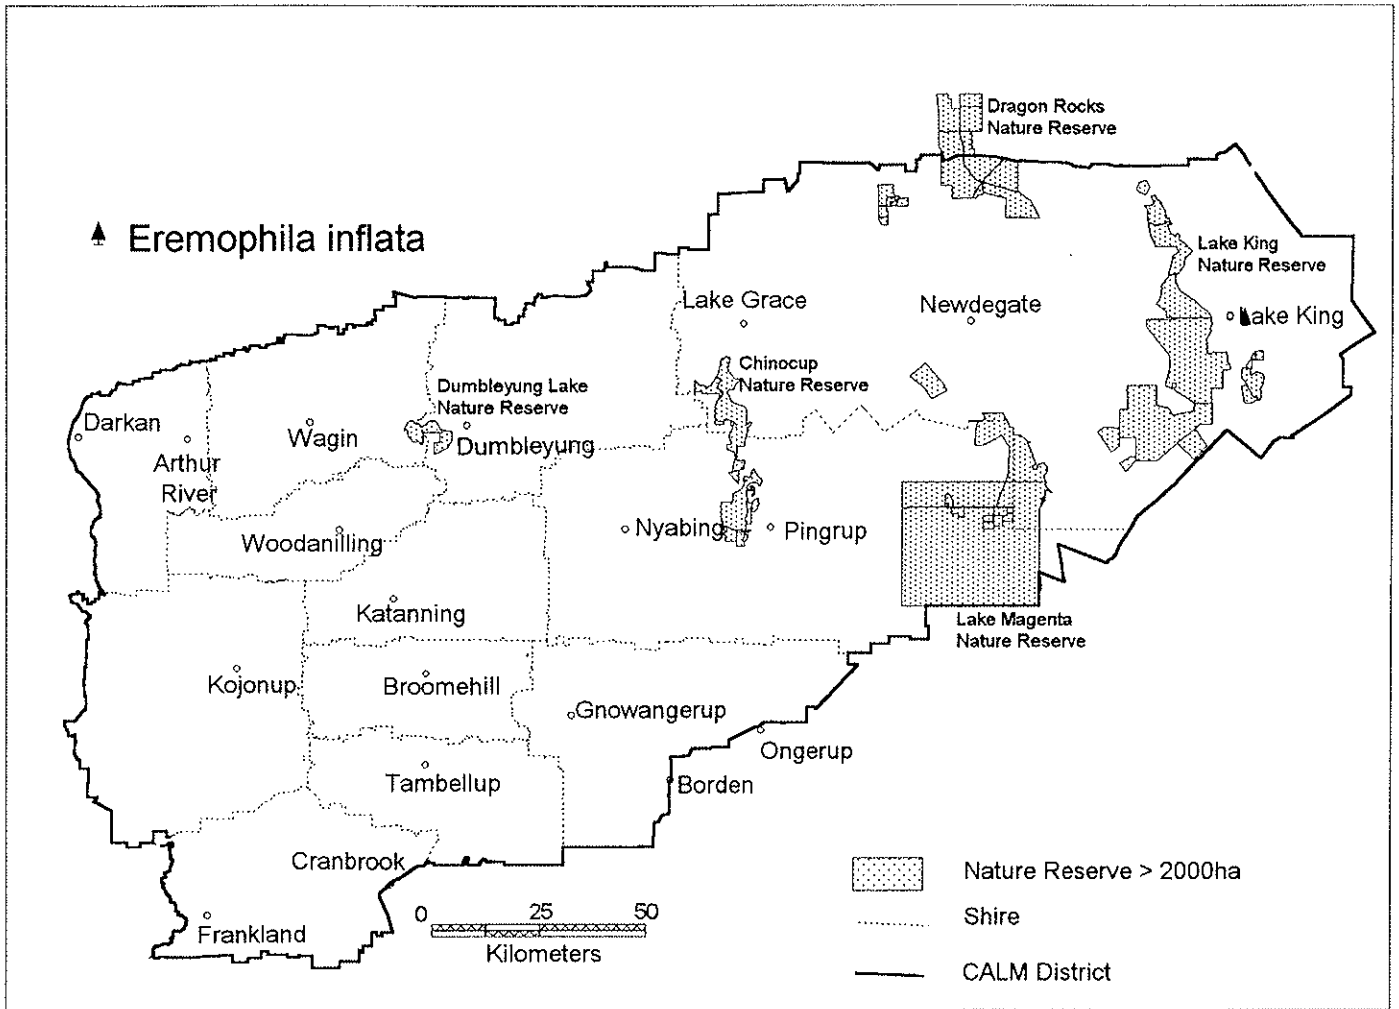 Dragon Rocks
Nature Reserve
Eremophila inflata
Lake King
Nature Reserve
Lake Grace
Newdegate
Lake King
Chinocup
Nature Reserve
Dumbleyung Lake
Nature Reserve
Darkan
Wagin
Dumbleyung
Arthur
River
Woodanilling
Nyabing
Pingrup
Katanning
Lake Magenta
Nature Reserve
Kojonup
Broomehill
Gnowangerup
Ongerup
Tambellup
Borden
Cranbrook
Frankland
0 25 50
Kilometers
Nature Reserve > 2000ha
Shire
CALM District